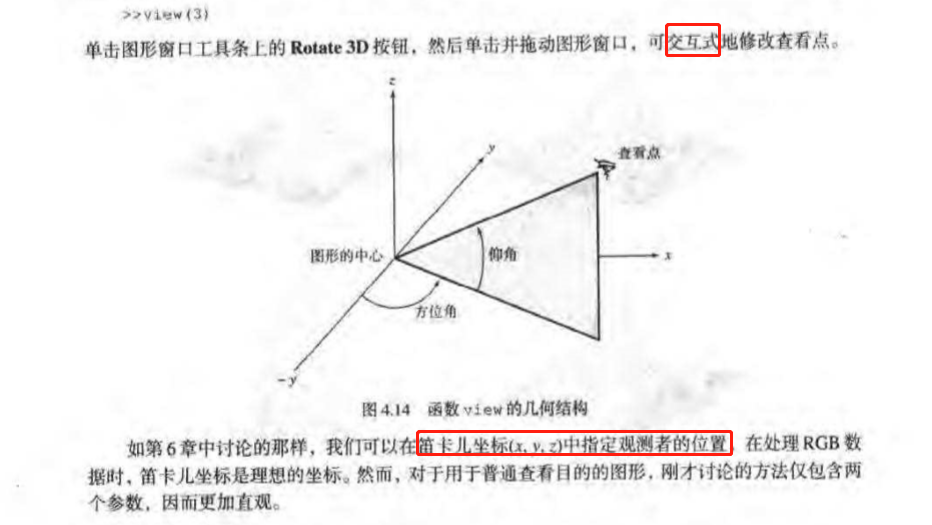 >>view(3)
单击图形窗口工具条上的 Rotate 3D 按钮，然后单击并拖动图形窗口，可交互式地修改查看点。
z
y
查看点
图形的中心
仰角
x
方位角
-y
图 4.14 函数 view 的几何结构
如第 6 章中讨论的那样，我们可以在笛卡儿坐标(x, y, z)中指定观测者的位置。在处理 RGB 数
据时，笛卡儿坐标是理想的坐标。然而，对于用于普通查看目的的图形，刚才讨论的方法仅包含两
个参数，因而更加直观。